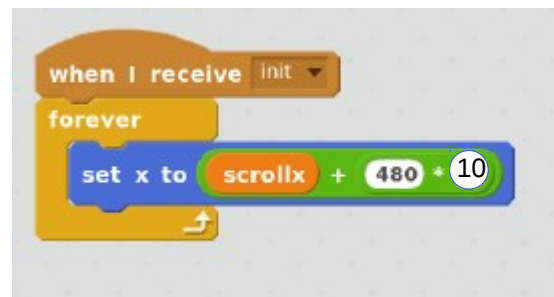 when I receive init
forever
set x to scrollx + 480 * 10